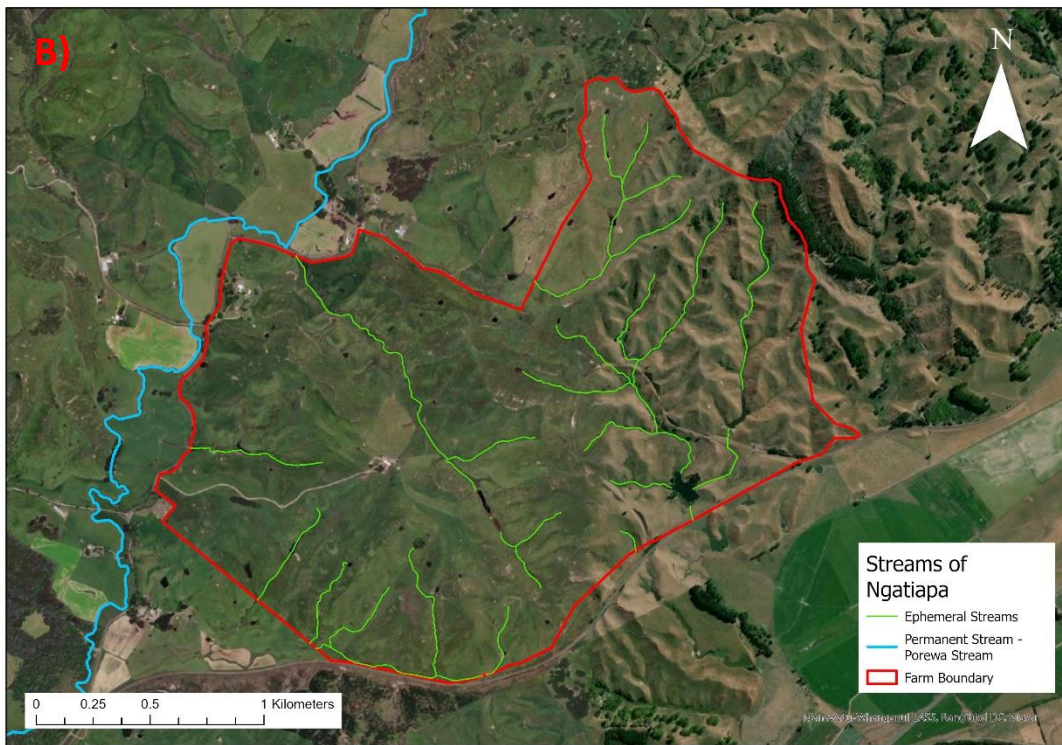 B)
N
Streams of
Ngatiapa
Ephemeral Streams
Permanent Stream -
Porewa Stream
Farm Boundary
0 0.25 0.5 1 Kilometers